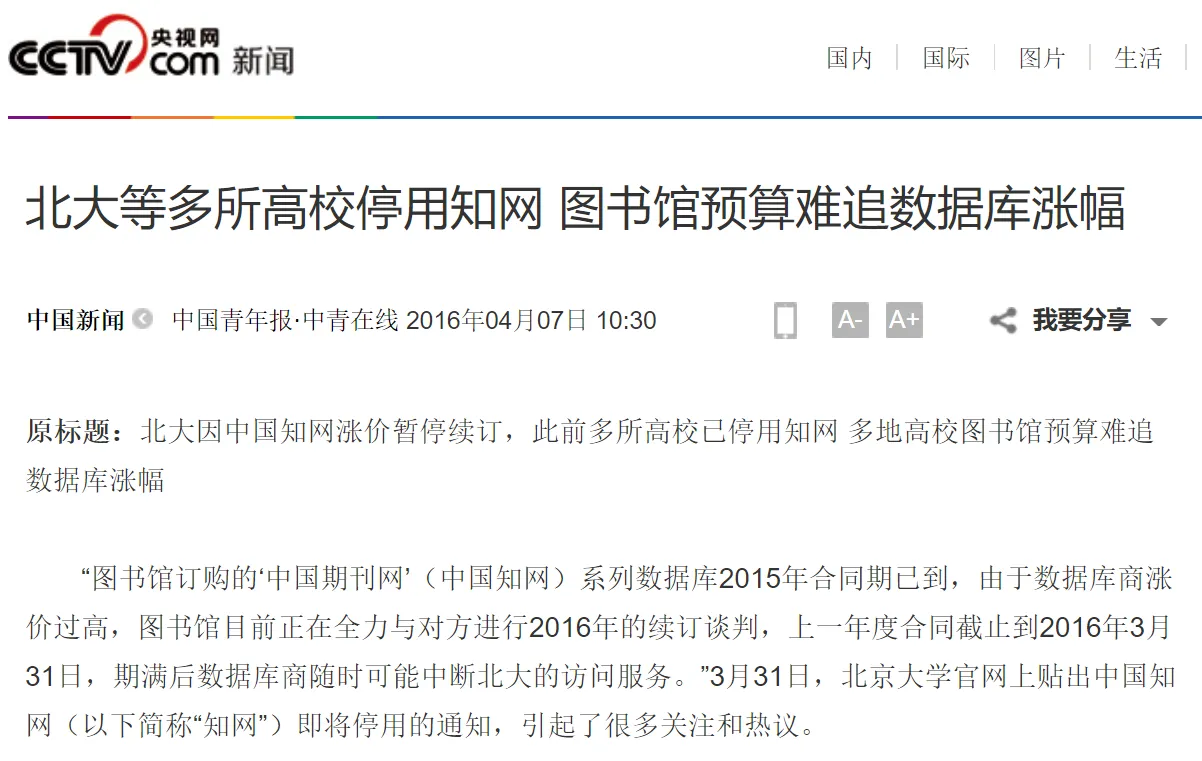 CCTV.com 央视网 新闻
国内 国际 图片 生活
北大等多所高校停用知网 图书馆预算难追数据库涨幅
中国新闻 中国青年报·中青在线 2016年04月07日 10:30 A- A+ 我要分享
原标题：北大因中国知网涨价暂停续订，此前多所高校已停用知网 多地高校图书馆预算难追
数据库涨幅
“图书馆订购的‘中国期刊网’（中国知网）系列数据库2015年合同期已到，由于数据库商涨
价过高，图书馆目前正在全力与对方进行2016年的续订谈判，上一年度合同截止到2016年3月
31日，期满后数据库商随时可能中断北大的访问服务。”3月31日，北京大学官网上贴出中国知
网（以下简称“知网”）即将停用的通知，引起了很多关注和热议。